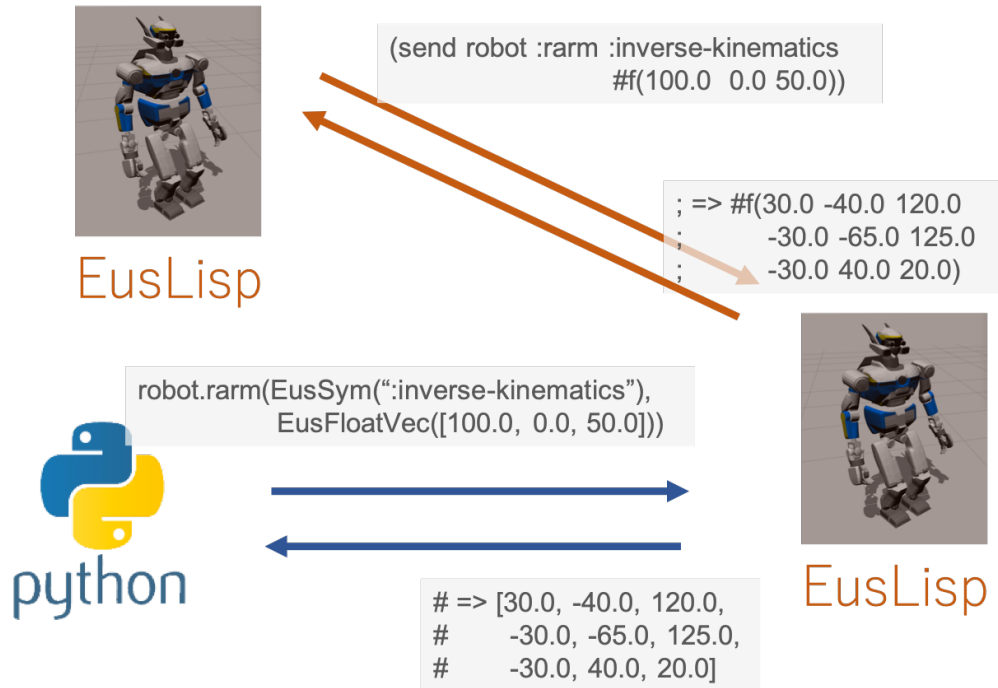 (send robot :rarm :inverse-kinematics
#f(100.0  0.0 50.0))
; => #f(30.0 -40.0 120.0
;         -30.0 -65.0 125.0
;         -30.0 40.0 20.0)
EusLisp
robot.rarm(EusSym(“:inverse-kinematics”),
EusFloatVec([100.0, 0.0, 50.0]))
python
EusLisp
# => [30.0, -40.0, 120.0,
#       -30.0, -65.0, 125.0,
#       -30.0, 40.0, 20.0]